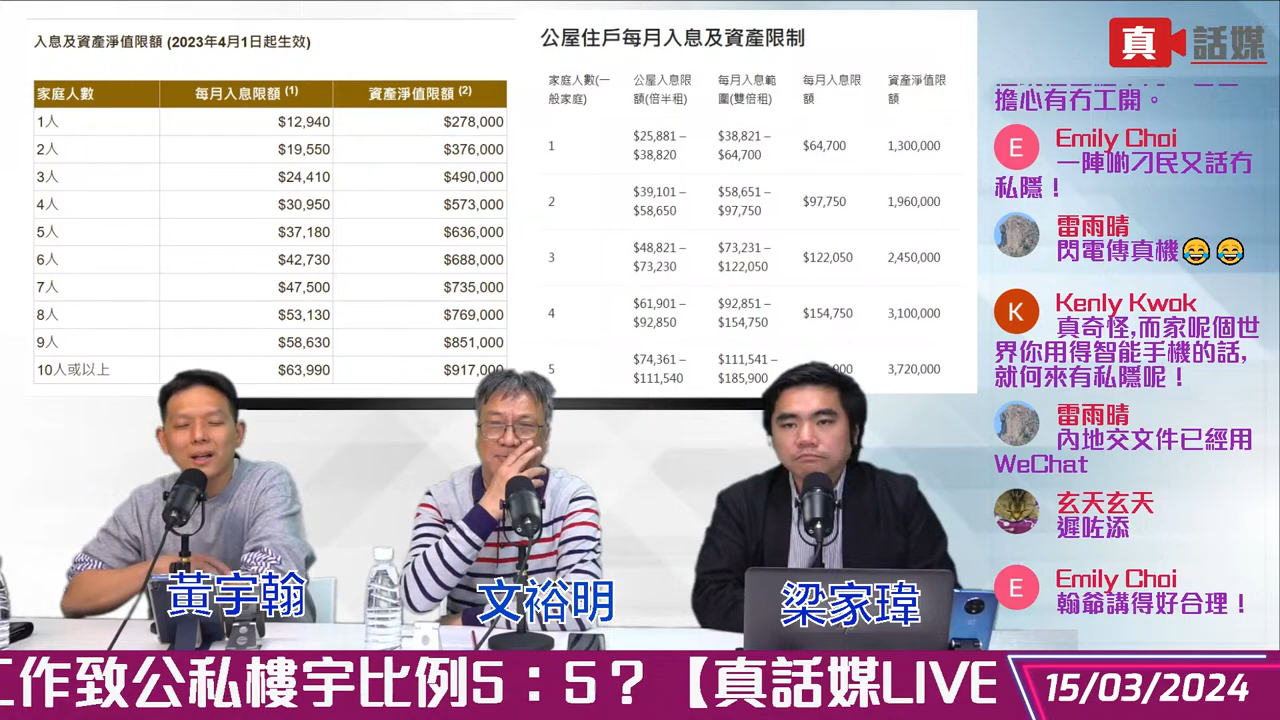 入息及資產淨值限額 (2023年4月1日起生效)
家庭人數 每月入息限額 (1) 資產淨值限額 (2)
1人 $12,940 $278,000
2人 $19,550 $376,000
3人 $24,410 $490,000
4人 $30,950 $573,000
5人 $37,180 $636,000
6人 $42,730 $688,000
7人 $47,500 $735,000
8人 $53,130 $769,000
9人 $58,630 $851,000
10人或以上 $63,990 $917,000
公屋住戶每月入息及資產限制
家庭人數(一 公屋入息限 每月入息範 每月入息限 資產淨值限
般家庭) 額(倍半租) 圍(雙倍租) 額 額
1 $25,881 – $38,821 – $64,700 1,300,000
$38,820 $64,700
2 $39,101 – $58,651 – $97,750 1,960,000
$58,650 $97,750
3 $48,821 – $73,231 – $122,050 2,450,000
$73,230 $122,050
4 $61,901 – $92,851 – $154,750 3,100,000
$92,850 $154,750
5 $74,361 – $111,541 – 3,720,000
$111,540 $185,900
真話媒
擔心有冇工開。
Emily Choi
一陣啲刁民又話冇
私隱！
雷雨晴
閃電傳真機😂😂
Kenly Kwok
真奇怪,而家呢個世
界你用得智能手機的話,
就何來有私隱呢！
雷雨晴
內地交文件已經用
WeChat
玄天玄天
遲咗添
Emily Choi
翰爺講得好合理！
黃宇翰
文裕明
梁家瑋
工作致公私樓宇比例5：5？【真話媒LIVE
15/03/2024